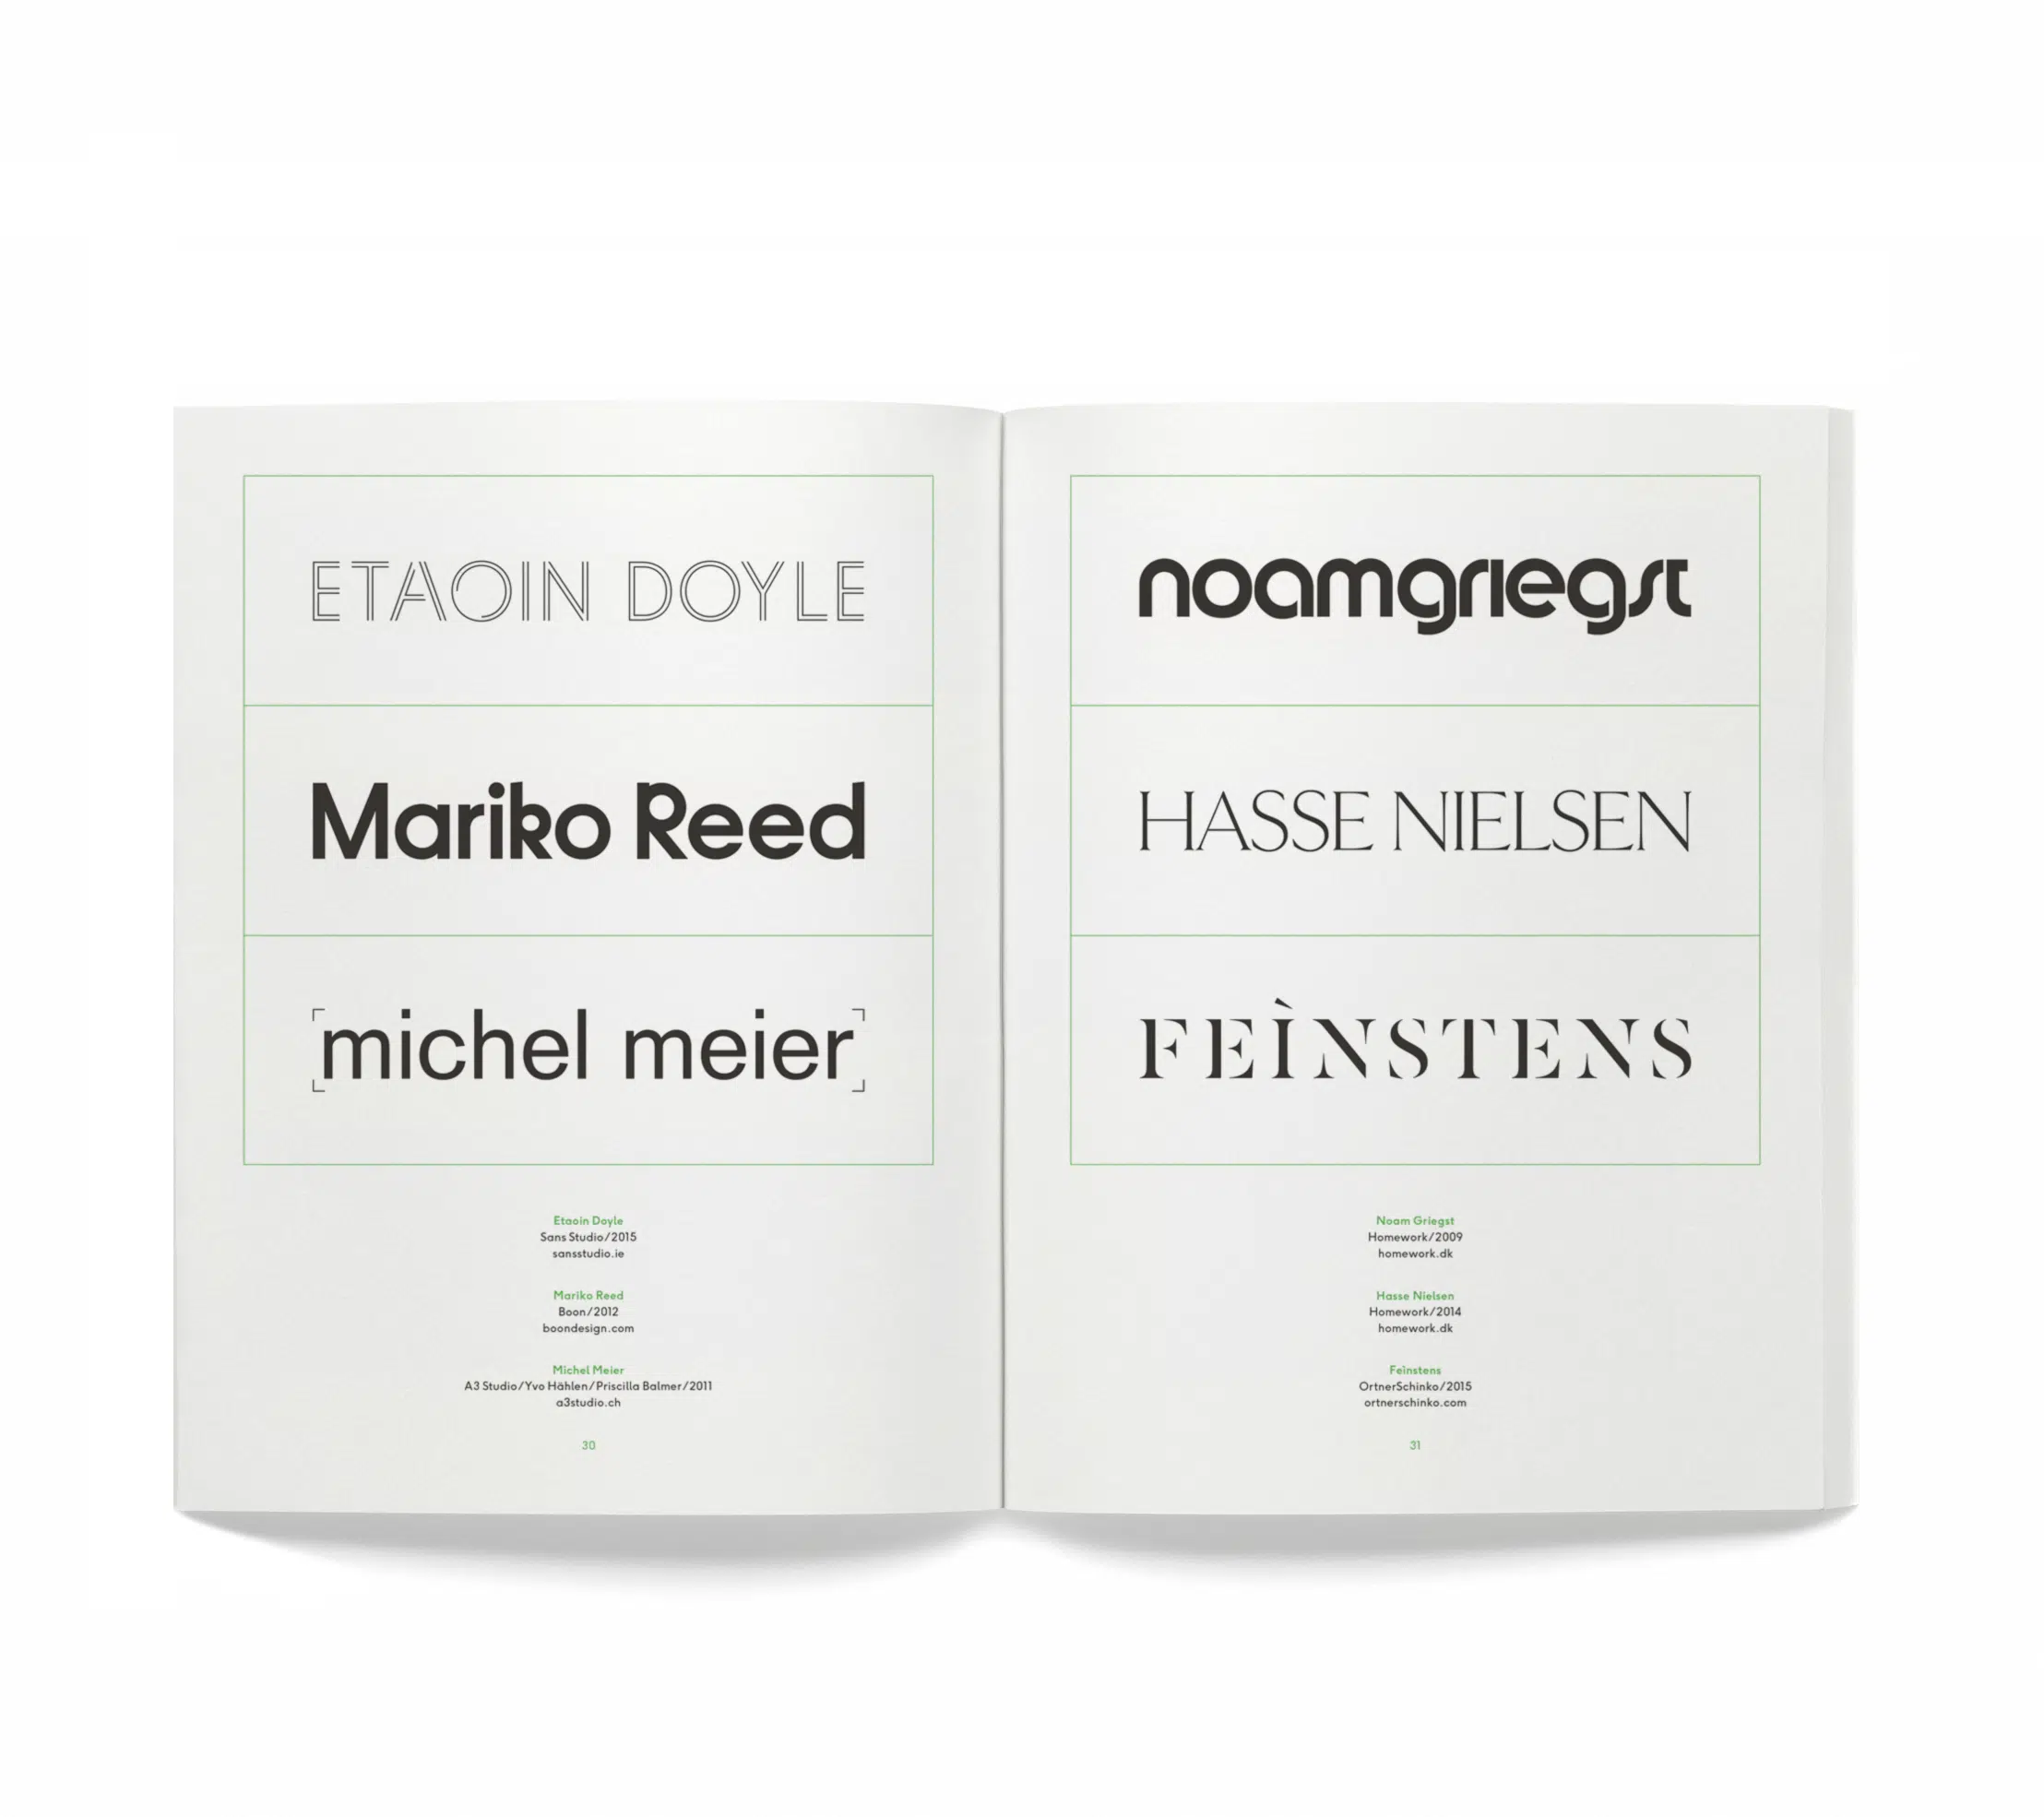 ETAOIN DOYLE
Mariko Reed
michel meier
Etaoin Doyle
Sans Studio/2015
sansstudio.ie
Mariko Reed
Boon/2012
boondesign.com
Michel Meier
A3 Studio/Yvo Hählen/Priscilla Balmer/2011
a3studio.ch
30
noamgriegst
HASSE NIELSEN
FEÌNSTENS
Noam Griegst
Homework/2009
homework.dk
Hasse Nielsen
Homework/2014
homework.dk
Feìnstens
OrtnerSchinko/2015
ortnerschinko.com
31